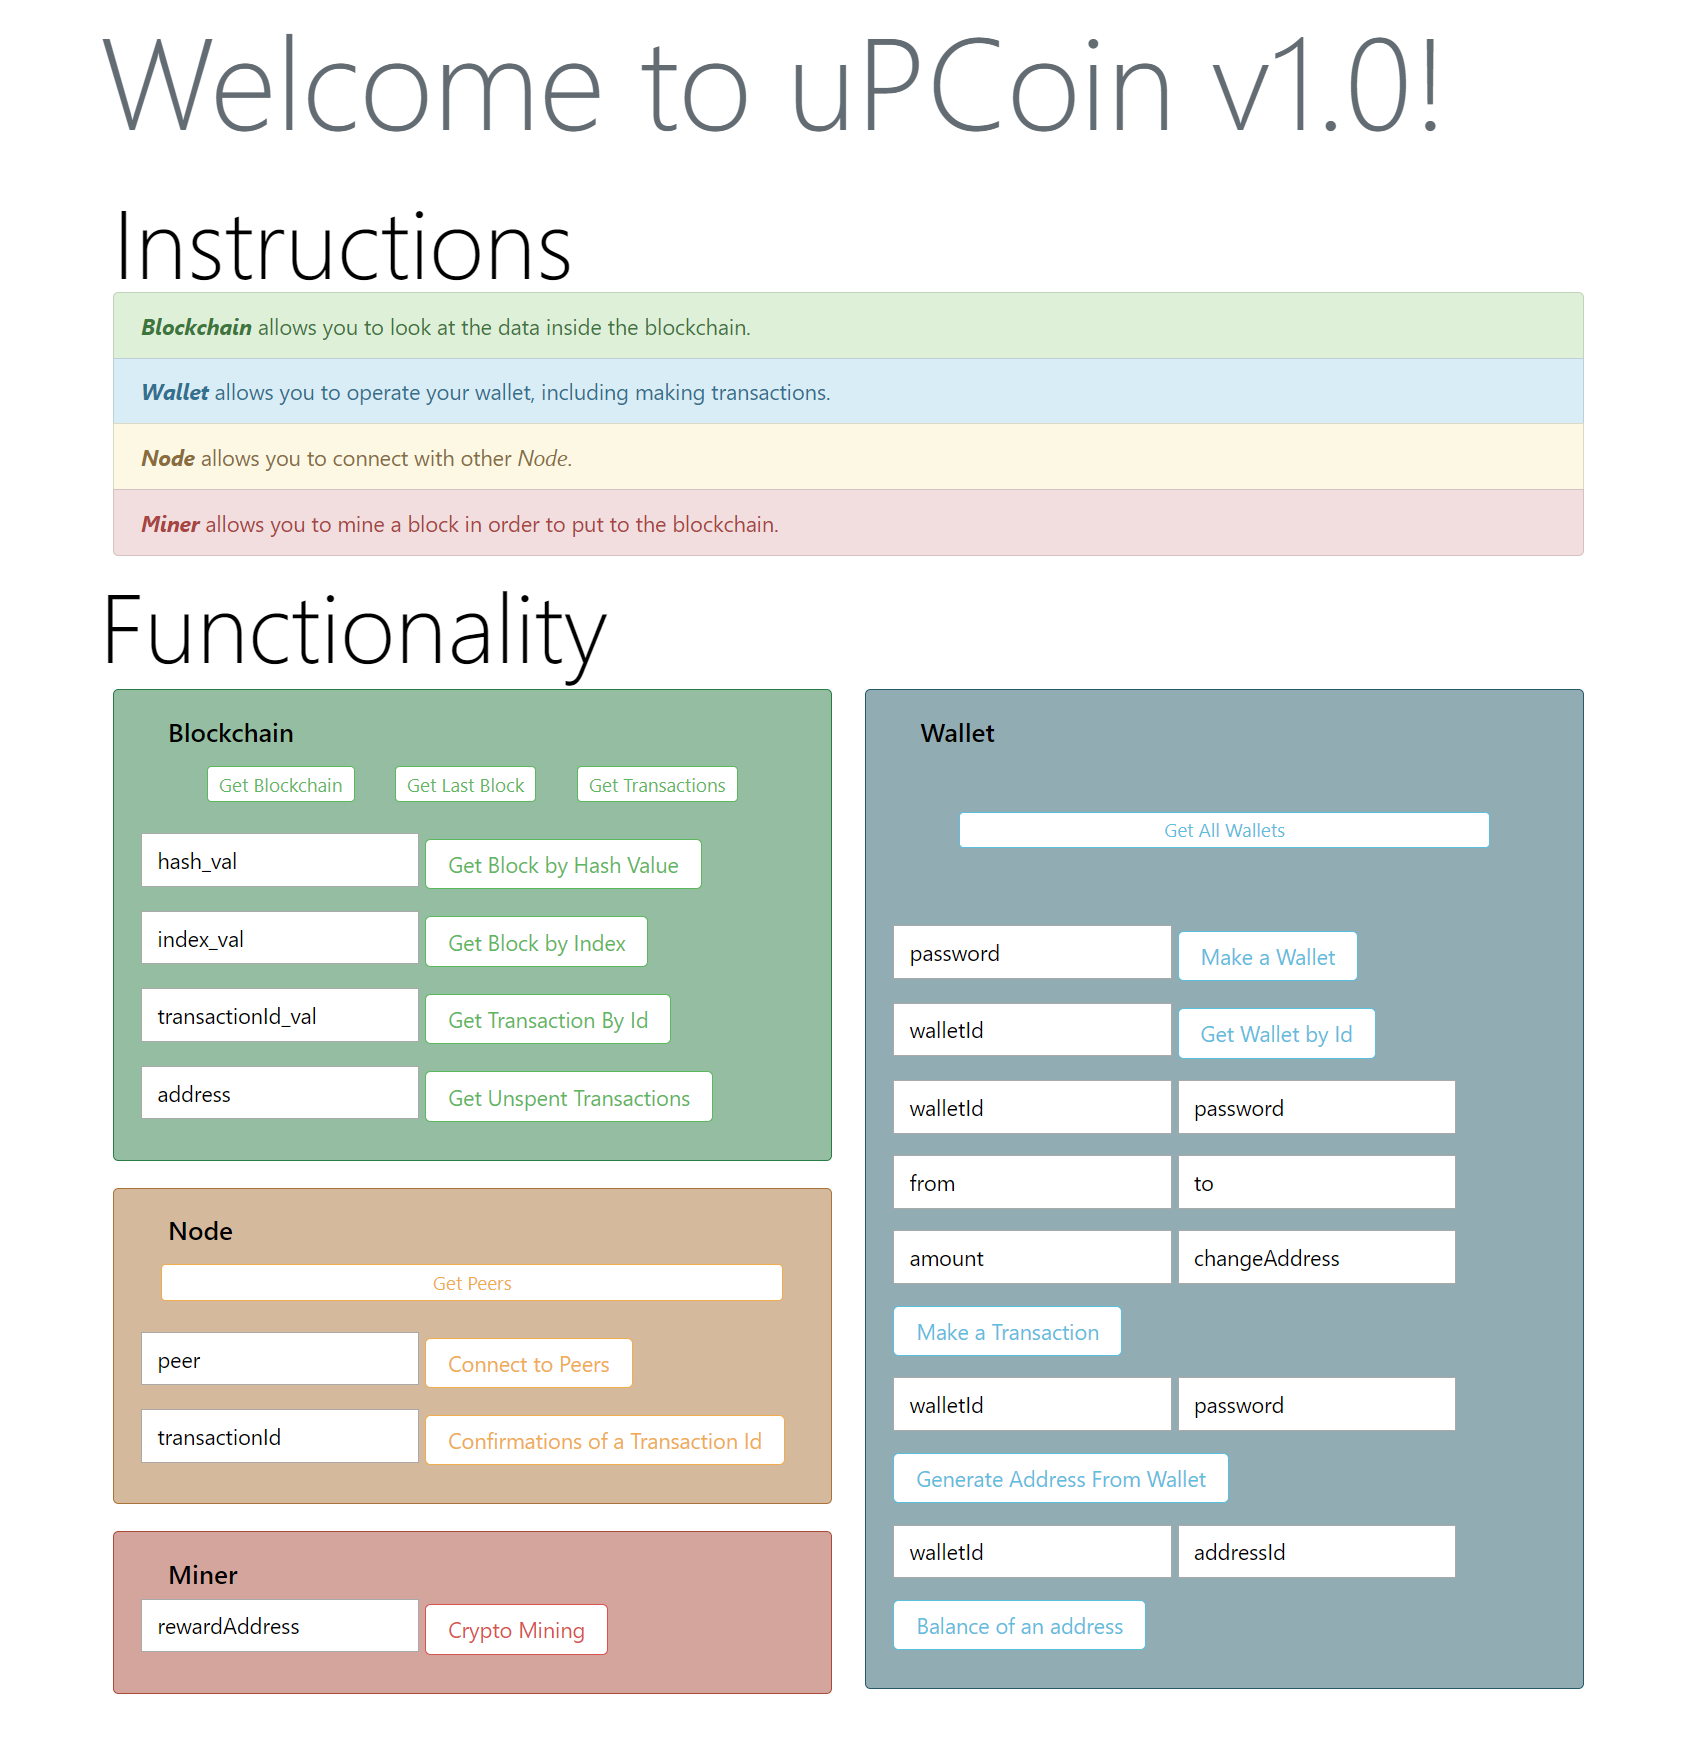 Welcome to uPCoin v1.0!
Instructions
Blockchain allows you to look at the data inside the blockchain.
Wallet allows you to operate your wallet, including making transactions.
Node allows you to connect with other Node.
Miner allows you to mine a block in order to put to the blockchain.
Functionality
Blockchain
Get Blockchain Get Last Block Get Transactions
hash_val Get Block by Hash Value
index_val Get Block by Index
transactionId_val Get Transaction By Id
address Get Unspent Transactions
Node
Get Peers
peer Connect to Peers
transactionId Confirmations of a Transaction Id
Miner
rewardAddress Crypto Mining
Wallet
Get All Wallets
password Make a Wallet
walletId Get Wallet by Id
walletId password
from to
amount changeAddress
Make a Transaction
walletId password
Generate Address From Wallet
walletId addressId
Balance of an address